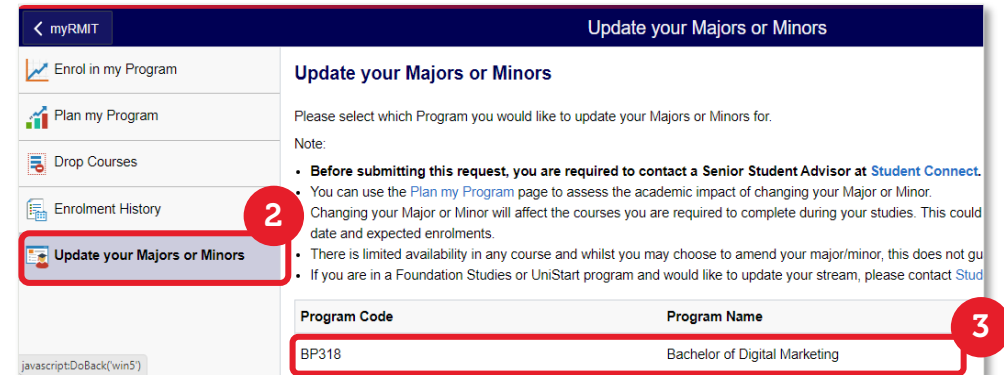 myRMIT
Update your Majors or Minors
Enrol in my Program
Plan my Program
Drop Courses
Enrolment History
2
Update your Majors or Minors
javascript:DoBack('win5')
Update your Majors or Minors
Please select which Program you would like to update your Majors or Minors for.
Note:
• Before submitting this request, you are required to contact a Senior Student Advisor at Student Connect.
• You can use the Plan my Program page to assess the academic impact of changing your Major or Minor.
Changing your Major or Minor will affect the courses you are required to complete during your studies. This could
date and expected enrolments.
• There is limited availability in any course and whilst you may choose to amend your major/minor, this does not gu
• If you are in a Foundation Studies or UniStart program and would like to update your stream, please contact Stud
Program Code Program Name
3
BP318 Bachelor of Digital Marketing